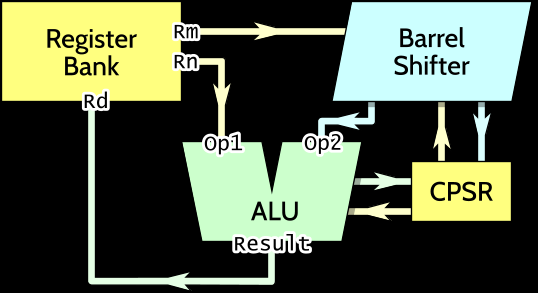 Register
Bank
Rm
Rn
Rd
Barrel
Shifter
Op1
Op2
ALU
Result
CPSR